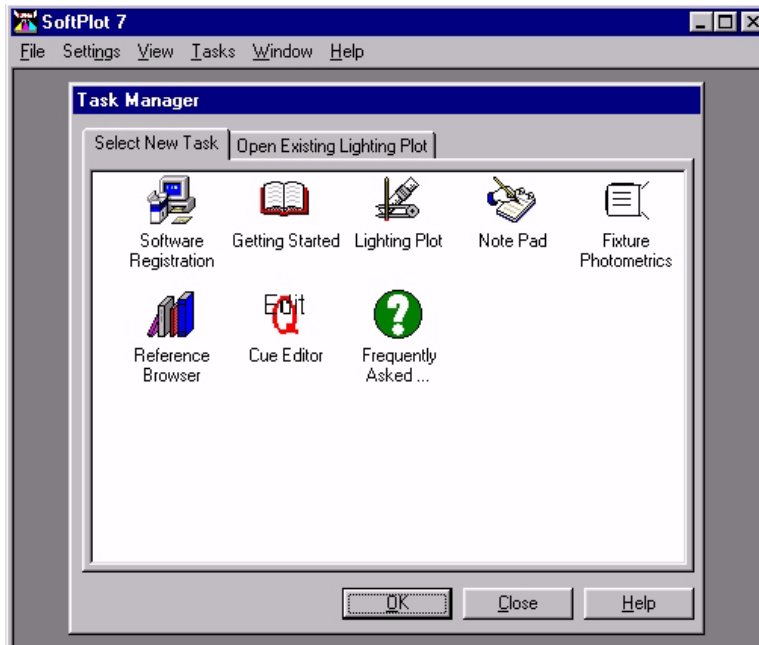 SoftPlot 7
File Settings View Tasks Window Help
Task Manager
Select New Task Open Existing Lighting Plot
Software Registration
Getting Started
Lighting Plot
Note Pad
Fixture Photometrics
Reference Browser
Edit
Q
Cue Editor
?
Frequently Asked ...
OK Close Help